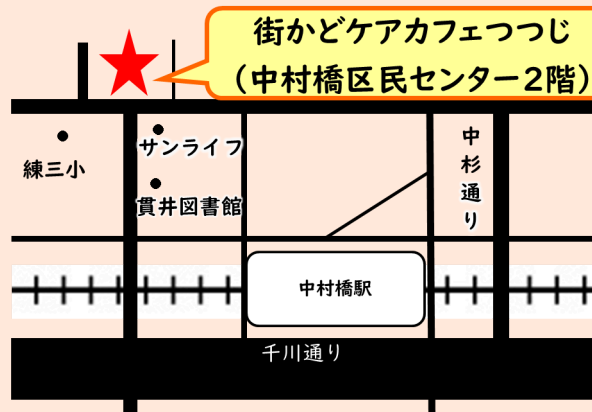 街かどケアカフェつつじ
(中村橋区民センター2階)
練三小
サンライフ
貫井図書館
中杉通り
中村橋駅
千川通り